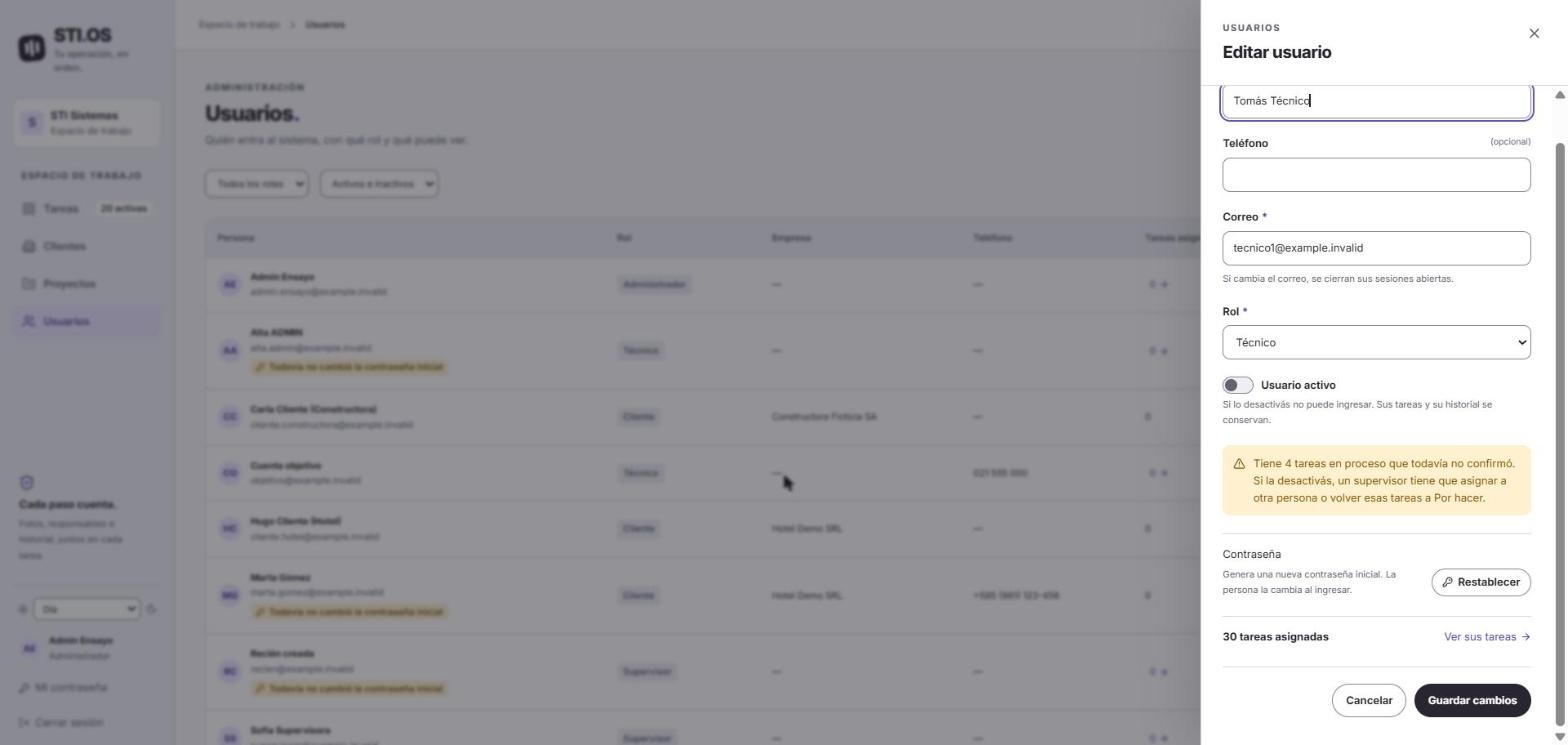 STI.OS
Tu operación, en
orden.
S
STI Sistemas
Espacio de trabajo
ESPACIO DE TRABAJO
Tareas
20 activas
Clientes
Proyectos
Usuarios
Cada paso cuenta.
Fotos, responsables e
historial, juntos en cada
tarea.
Día
AE
Admin Ensayo
Administrador
Mi contraseña
Cerrar sesión
Espacio de trabajo > Usuarios
ADMINISTRACIÓN
Usuarios.
Quién entra al sistema, con qué rol y qué puede ver.
Todos los roles
Activos e inactivos
Persona Rol Empresa Teléfono Tareas
AE Admin Ensayo
admin.ensayo@example.invalid
Administrador — — 0 →
AA Alta ADMIN
alta.admin@example.invalid
Todavía no cambió la contraseña inicial
Técnico — — 0 →
CC Carla Cliente (Constructora)
cliente.constructora@example.invalid
Cliente Constructora Ficticia SA — 0
CO Cuenta objetivo
objetivo@example.invalid
Técnico — 021 555 000 0 →
HC Hugo Cliente (Hotel)
cliente.hotel@example.invalid
Cliente Hotel Demo SRL — 0
MG Marta Gómez
marta.gomez@example.invalid
Todavía no cambió la contraseña inicial
Cliente Hotel Demo SRL +595 (981) 123-456 0
RC Recién creada
recien@example.invalid
Todavía no cambió la contraseña inicial
Supervisor — — 0 →
SS Sofía Supervisora
Supervisor — — 0 →
USUARIOS
Editar usuario
Tomás Técnico
Teléfono (opcional)
Correo *
tecnico1@example.invalid
Si cambia el correo, se cierran sus sesiones abiertas.
Rol *
Técnico
Usuario activo
Si lo desactivás no puede ingresar. Sus tareas y su historial se
conservan.
Tiene 4 tareas en proceso que todavía no confirmó.
Si la desactivás, un supervisor tiene que asignar a
otra persona o volver esas tareas a Por hacer.
Contraseña
Genera una nueva contraseña inicial. La
persona la cambia al ingresar.
Restablecer
30 tareas asignadas
Ver sus tareas →
Cancelar
Guardar cambios